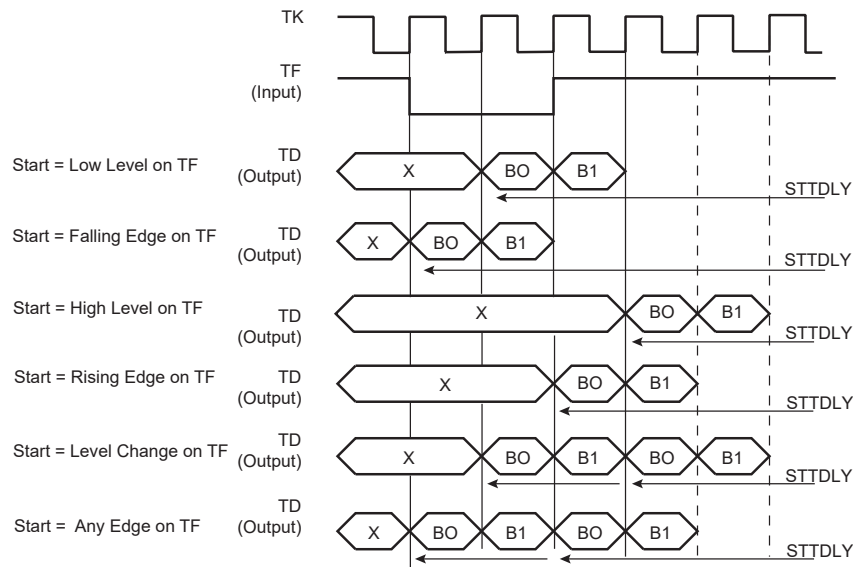 TK
TF
(Input)
Start = Low Level on TF
TD
(Output)
X
BO
B1
STTDLY
Start = Falling Edge on TF
TD
(Output)
X
BO
B1
STTDLY
Start = High Level on TF
TD
(Output)
X
BO
B1
STTDLY
Start = Rising Edge on TF
TD
(Output)
X
BO
B1
STTDLY
Start = Level Change on TF
TD
(Output)
X
BO
B1
BO
B1
STTDLY
Start = Any Edge on TF
TD
(Output)
X
BO
B1
BO
B1
STTDLY